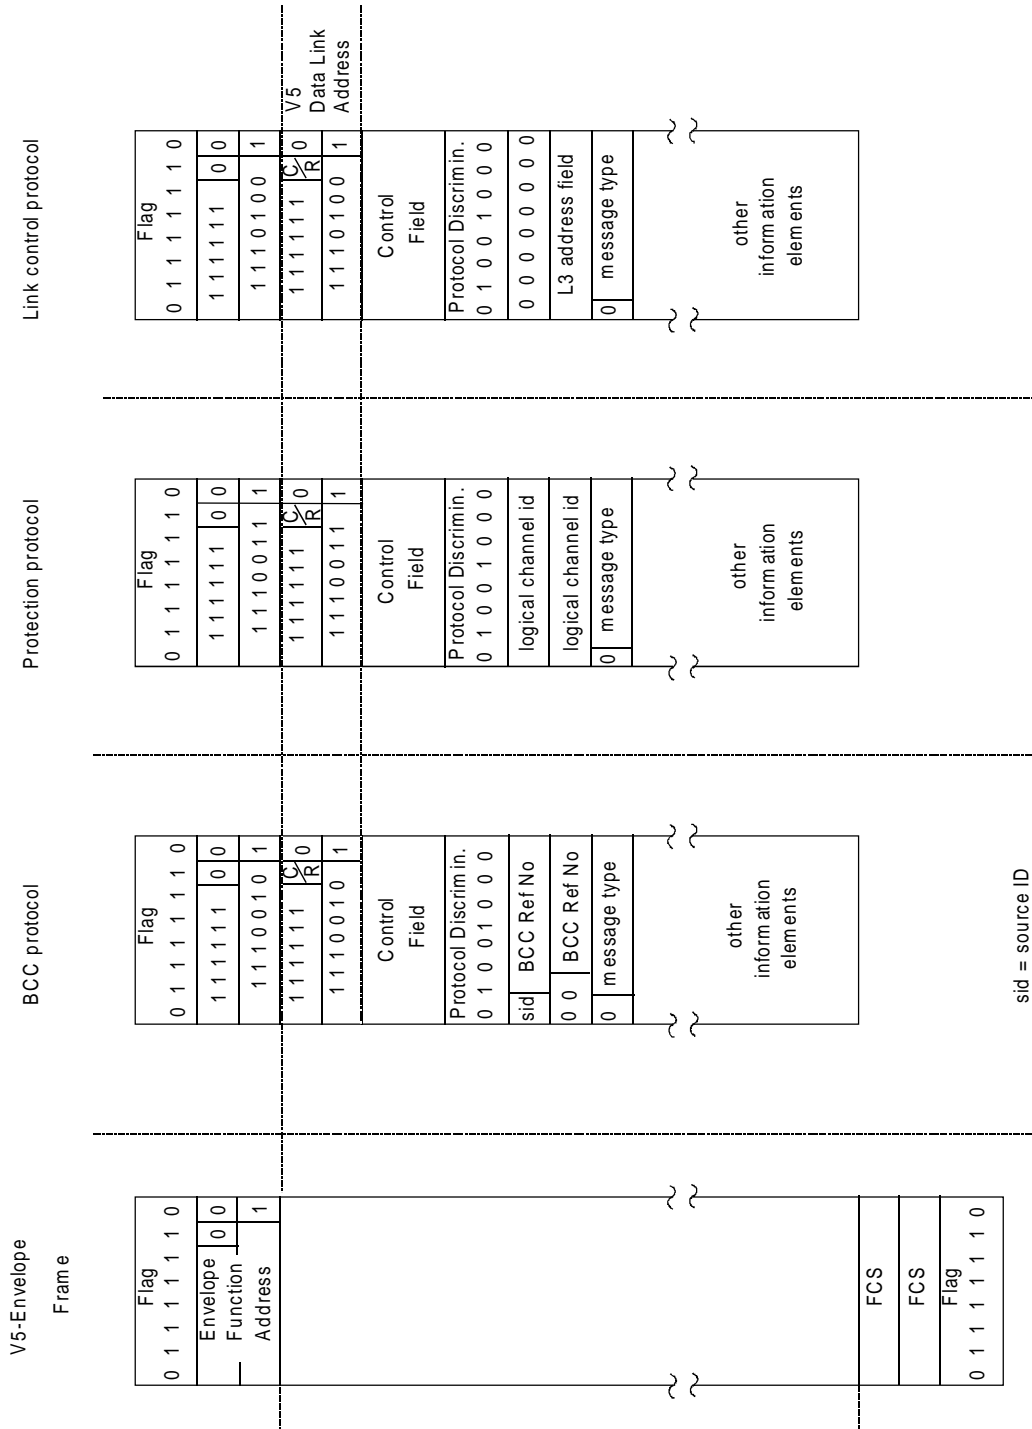 V5-Envelope
Frame
Flag
0 1 1 1 1 1 1 0
Envelope 0 0
Function
Address 1
FCS
FCS
Flag
0 1 1 1 1 1 1 0
BCC protocol
Flag
0 1 1 1 1 1 1 0
1 1 1 1 1 1 0 0
1 1 1 0 0 1 0 1
1 1 1 1 1 1 C/R 0
1 1 1 0 0 1 0 1
Control
Field
Protocol Discrimin.
0 1 0 0 1 0 0 0
sid BCC Ref No
0 0 BCC Ref No
0 message type
other
information
elements
sid = source ID
Protection protocol
Flag
0 1 1 1 1 1 1 0
1 1 1 1 1 1 0 0
1 1 1 0 0 1 1 1
1 1 1 1 1 1 C/R 0
1 1 1 0 0 1 1 1
Control
Field
Protocol Discrimin.
0 1 0 0 1 0 0 0
logical channel id
logical channel id
0 message type
other
information
elements
Link control protocol
Flag
0 1 1 1 1 1 1 0
1 1 1 1 1 1 0 0
1 1 1 0 1 0 0 1
1 1 1 1 1 1 C/R 0
1 1 1 0 1 0 0 1
V5
Data Link
Address
Control
Field
Protocol Discrimin.
0 1 0 0 1 0 0 0
0 0 0 0 0 0 0 0
L3 address field
0 message type
other
information
elements